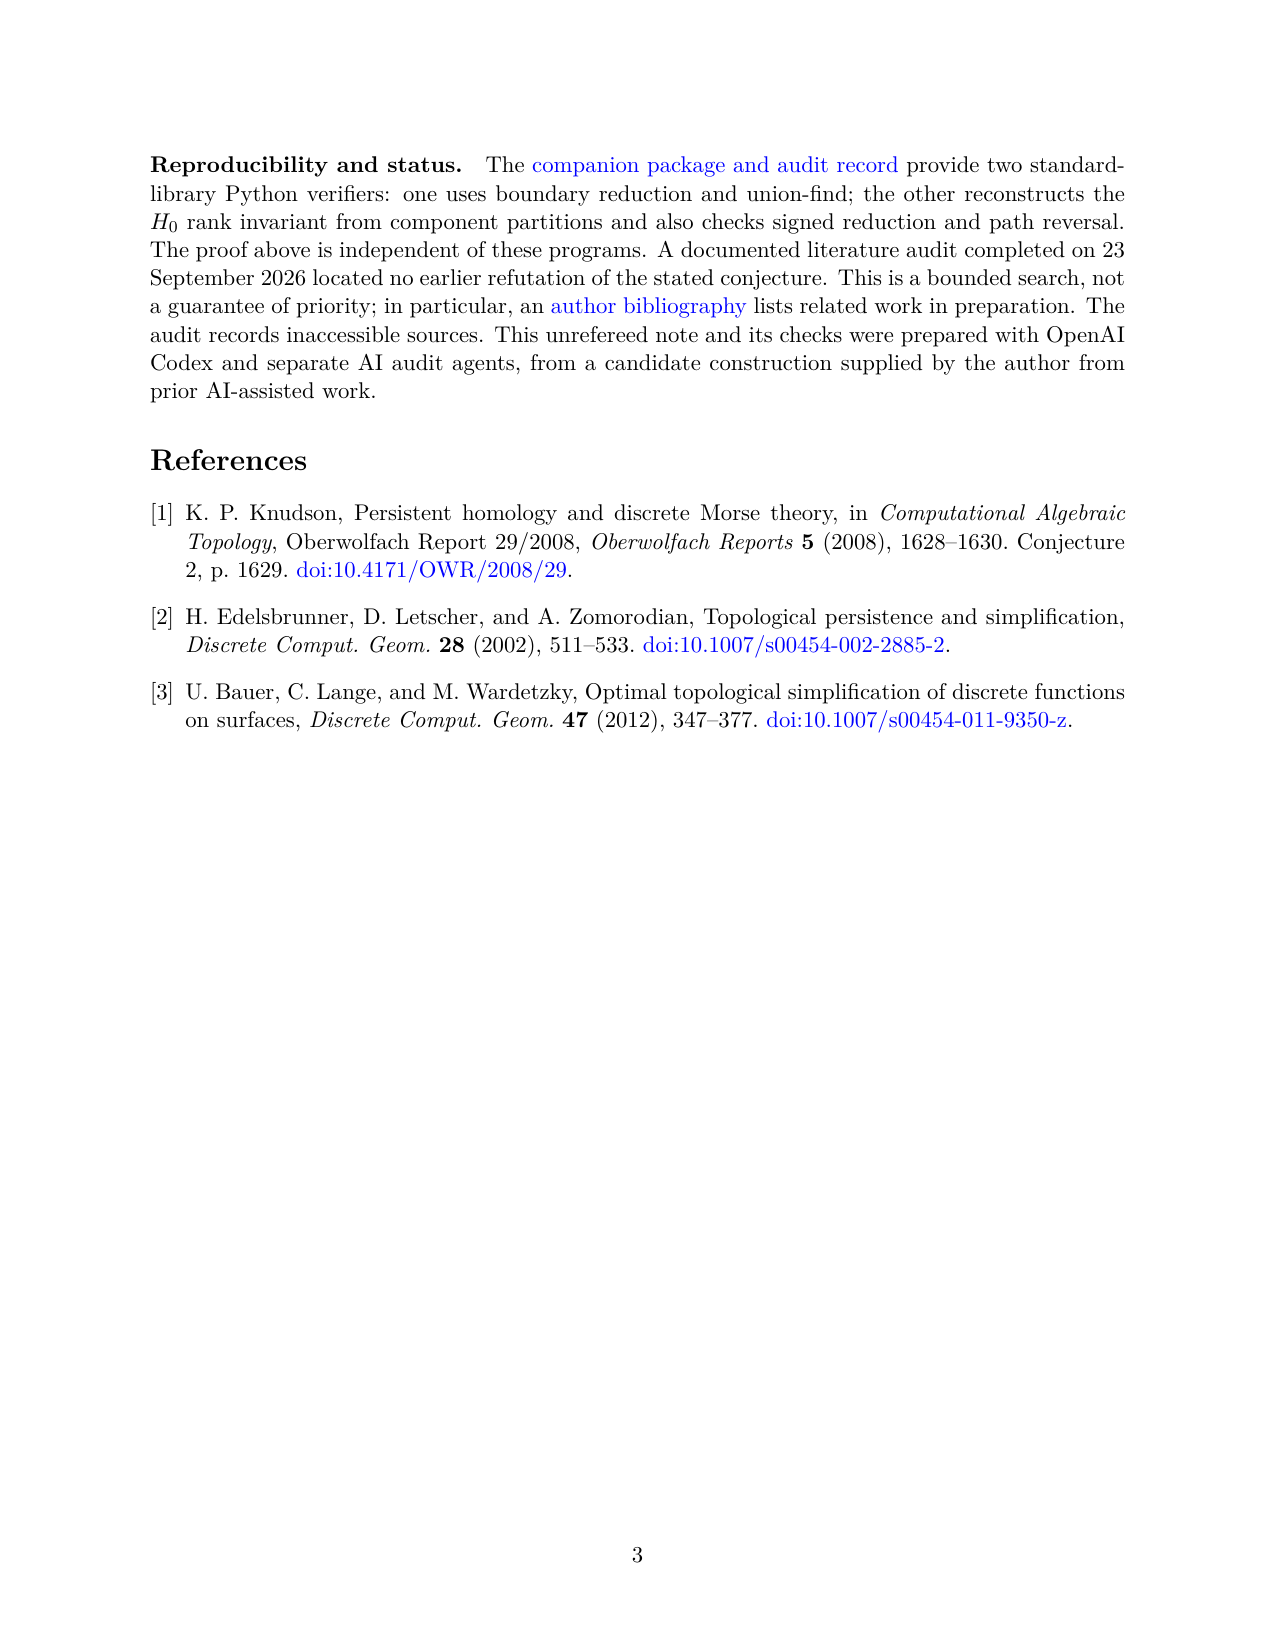 Reproducibility and status. The companion package and audit record provide two standard-
library Python verifiers: one uses boundary reduction and union-find; the other reconstructs the
H0 rank invariant from component partitions and also checks signed reduction and path reversal.
The proof above is independent of these programs. A documented literature audit completed on 23
September 2026 located no earlier refutation of the stated conjecture. This is a bounded search, not
a guarantee of priority; in particular, an author bibliography lists related work in preparation. The
audit records inaccessible sources. This unrefereed note and its checks were prepared with OpenAI
Codex and separate AI audit agents, from a candidate construction supplied by the author from
prior AI-assisted work.
References
[1] K. P. Knudson, Persistent homology and discrete Morse theory, in Computational Algebraic
Topology, Oberwolfach Report 29/2008, Oberwolfach Reports 5 (2008), 1628–1630. Conjecture
2, p. 1629. doi:10.4171/OWR/2008/29.
[2] H. Edelsbrunner, D. Letscher, and A. Zomorodian, Topological persistence and simplification,
Discrete Comput. Geom. 28 (2002), 511–533. doi:10.1007/s00454-002-2885-2.
[3] U. Bauer, C. Lange, and M. Wardetzky, Optimal topological simplification of discrete functions
on surfaces, Discrete Comput. Geom. 47 (2012), 347–377. doi:10.1007/s00454-011-9350-z.
3